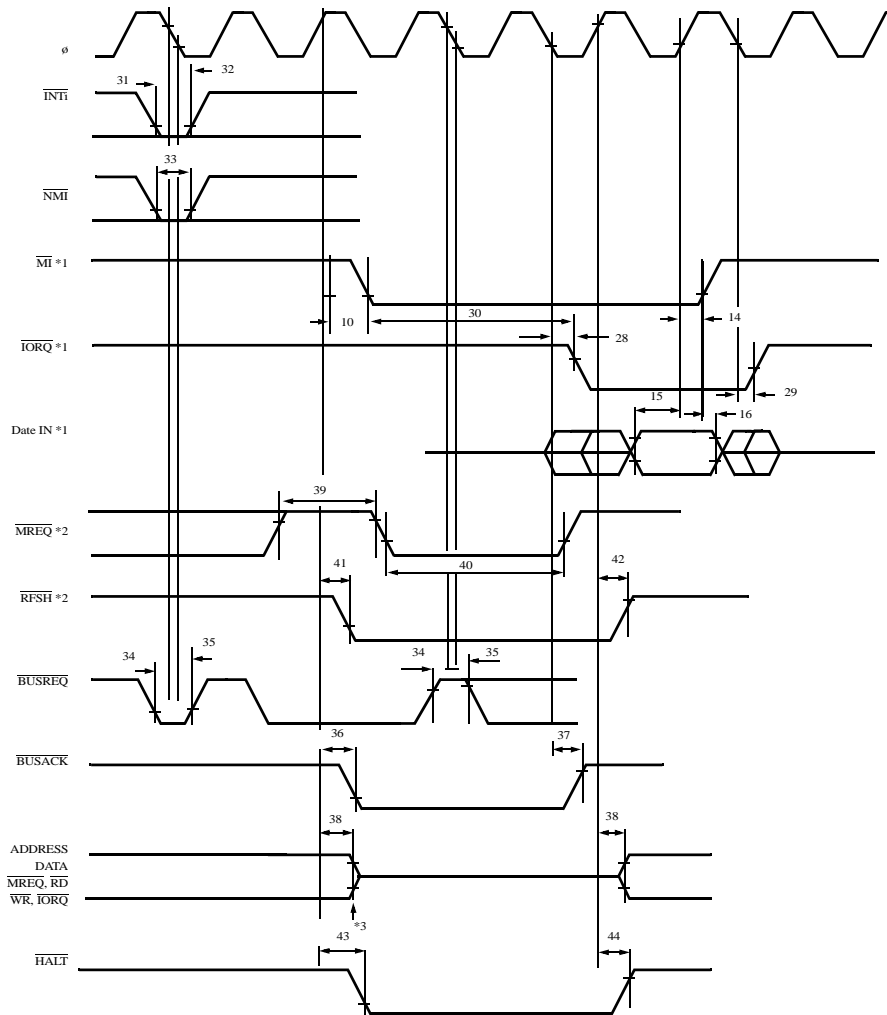 ø
31
32
INTi
33
NMI
MI *1
10
30
14
IORQ *1
28
29
15
16
Date IN *1
39
MREQ *2
40
41
42
RFSH *2
34
35
34
35
BUSREQ
36
37
BUSACK
38
38
ADDRESS
DATA
MREQ, RD
WR, IORQ
*3
43
44
HALT